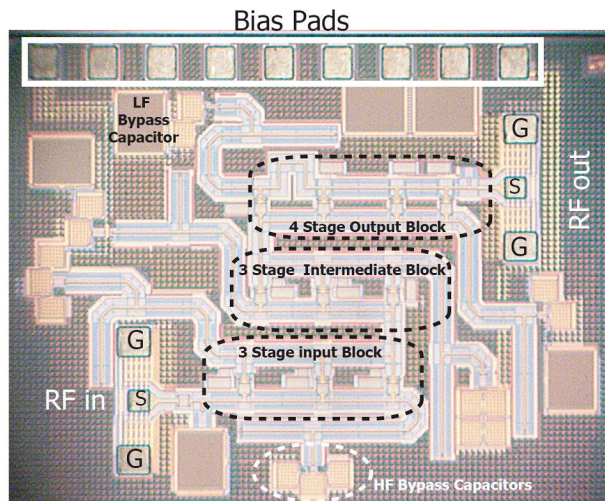 Bias Pads
LF
Bypass
Capacitor
G
S
G
RF out
4 Stage Output Block
3 Stage Intermediate Block
3 Stage input Block
G
S
G
RF in
HF Bypass Capacitors